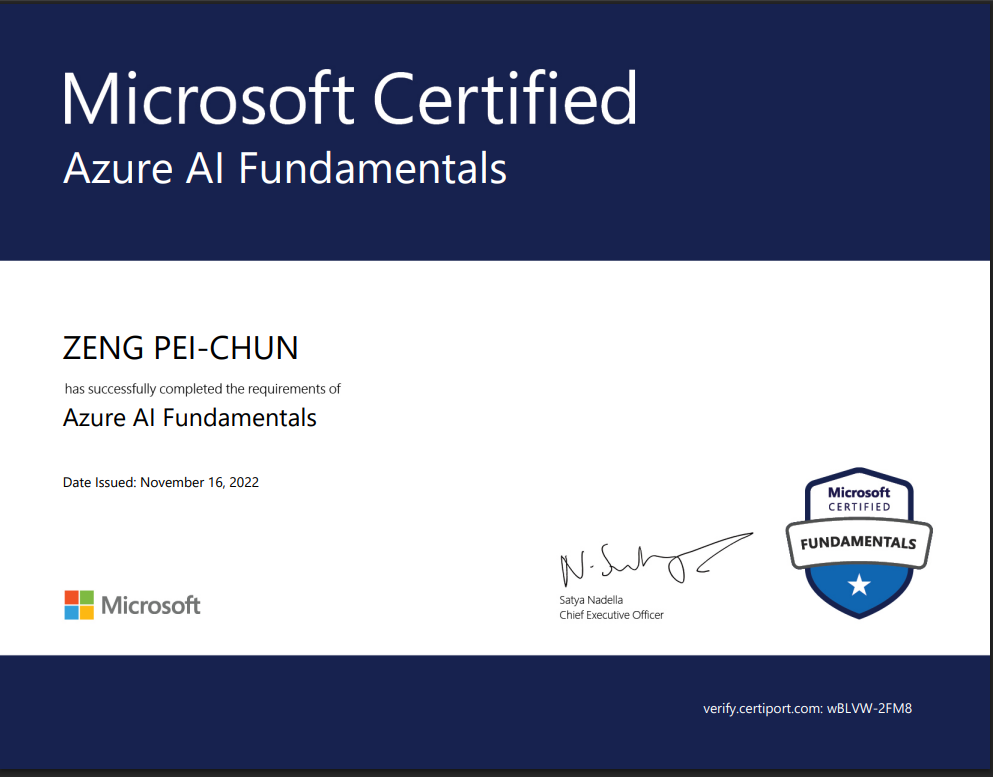 Microsoft Certified
Azure AI Fundamentals
ZENG PEI-CHUN
has successfully completed the requirements of
Azure AI Fundamentals
Date Issued: November 16, 2022
Microsoft
CERTIFIED
FUNDAMENTALS
Satya Nadella
Chief Executive Officer
Microsoft
verify.certiport.com: wBLVW-2FM8